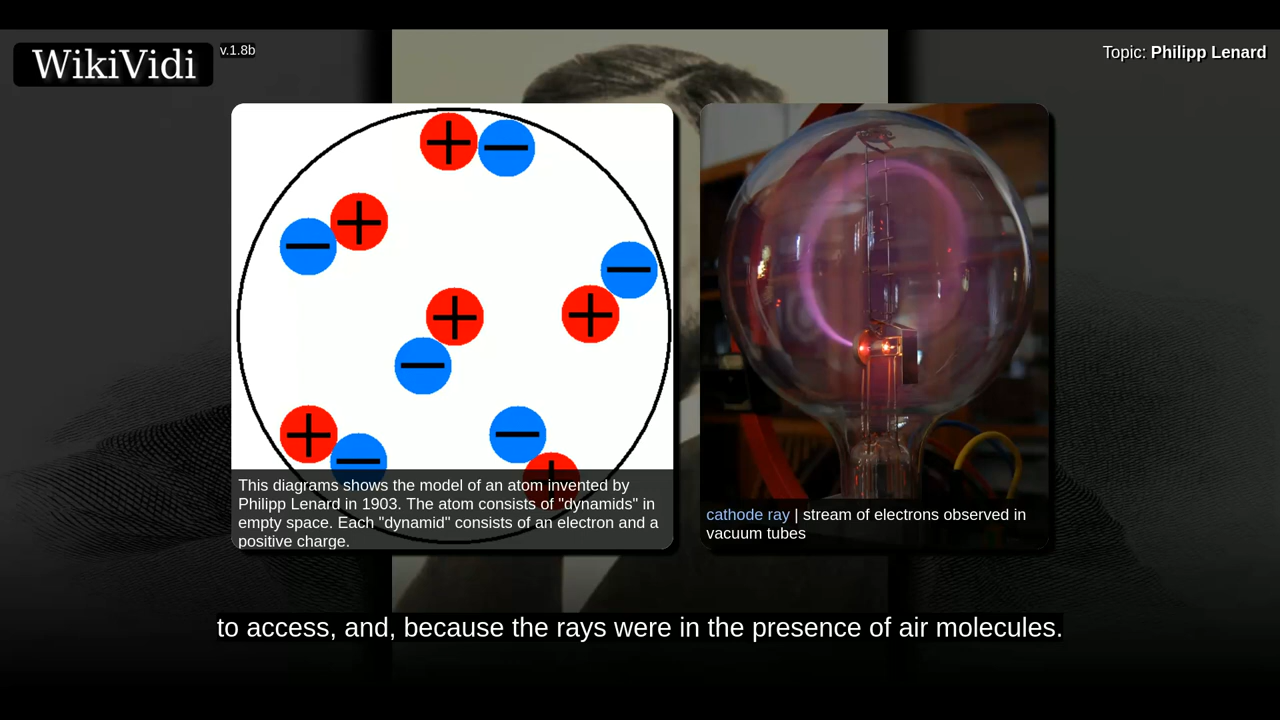 WikiVidi
v.1.8b
Topic: Philipp Lenard
This diagrams shows the model of an atom invented by
Philipp Lenard in 1903. The atom consists of "dynamids" in
empty space. Each "dynamid" consists of an electron and a
positive charge.
cathode ray | stream of electrons observed in
vacuum tubes
to access, and, because the rays were in the presence of air molecules.